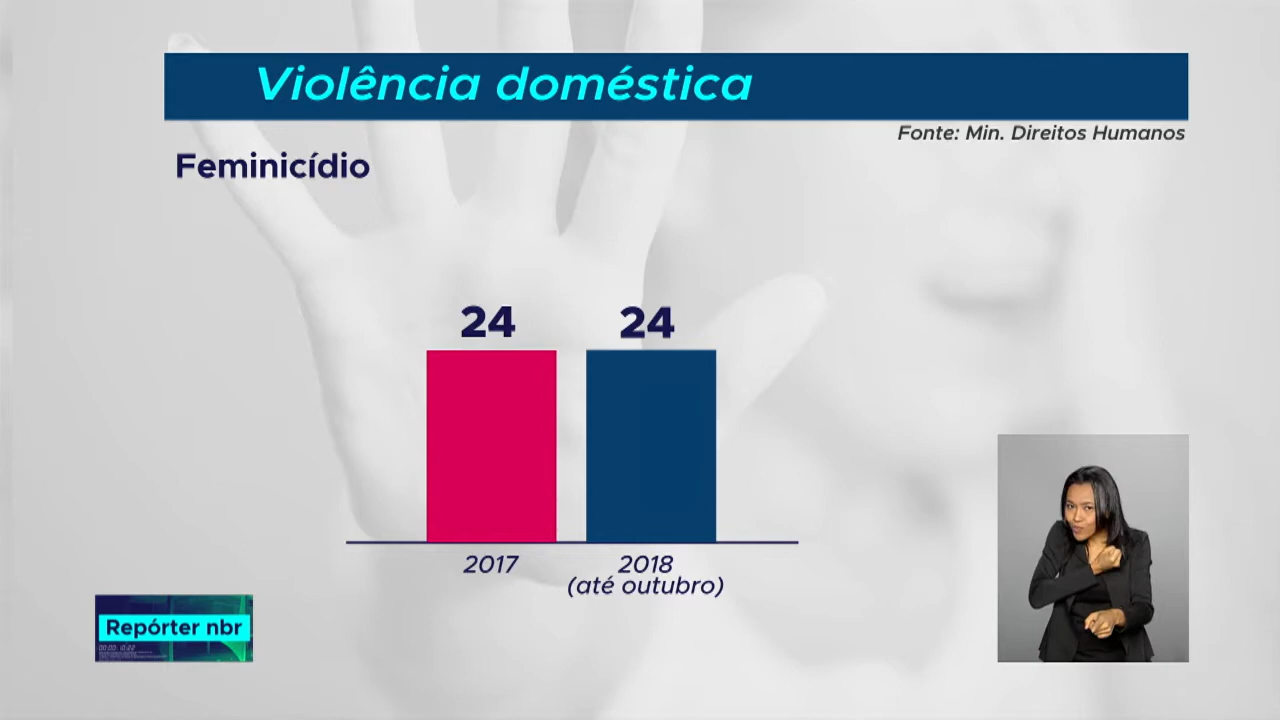 Violência doméstica
Fonte: Min. Direitos Humanos
Feminicídio
24
24
2017
2018
(até outubro)
Repórter nbr